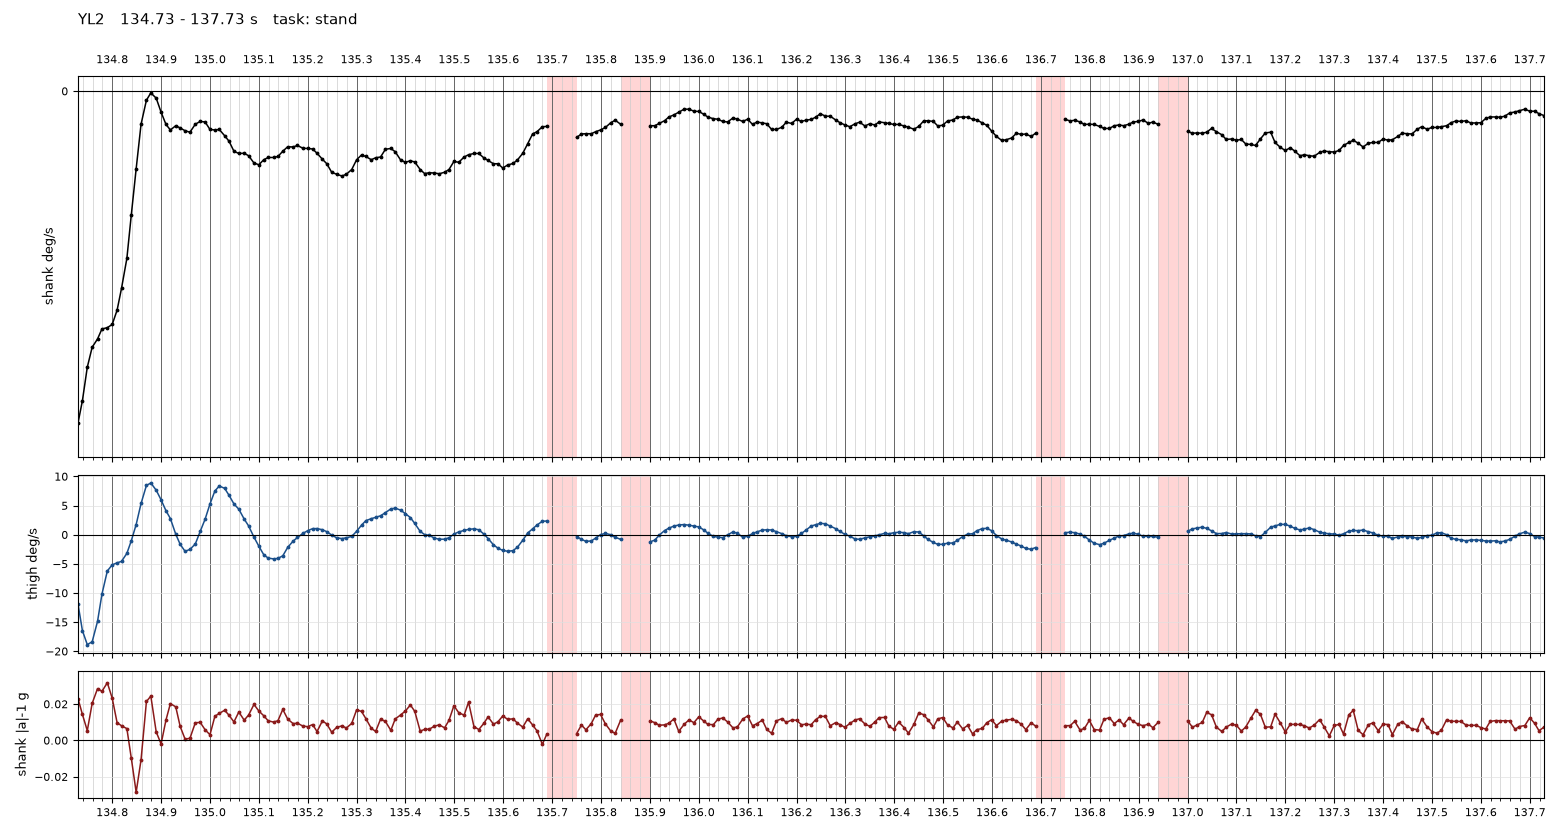 YL2   134.73 - 137.73 s   task: stand
134.8 134.9 135.0 135.1 135.2 135.3 135.4 135.5 135.6 135.7 135.8 135.9 136.0 136.1 136.2 136.3 136.4 136.5 136.6 136.7 136.8 136.9 137.0 137.1 137.2 137.3 137.4 137.5 137.6 137.7
0
shank deg/s
10
5
0
−5
−10
−15
−20
thigh deg/s
0.02
0.00
−0.02
shank |a|-1 g
134.8 134.9 135.0 135.1 135.2 135.3 135.4 135.5 135.6 135.7 135.8 135.9 136.0 136.1 136.2 136.3 136.4 136.5 136.6 136.7 136.8 136.9 137.0 137.1 137.2 137.3 137.4 137.5 137.6 137.7